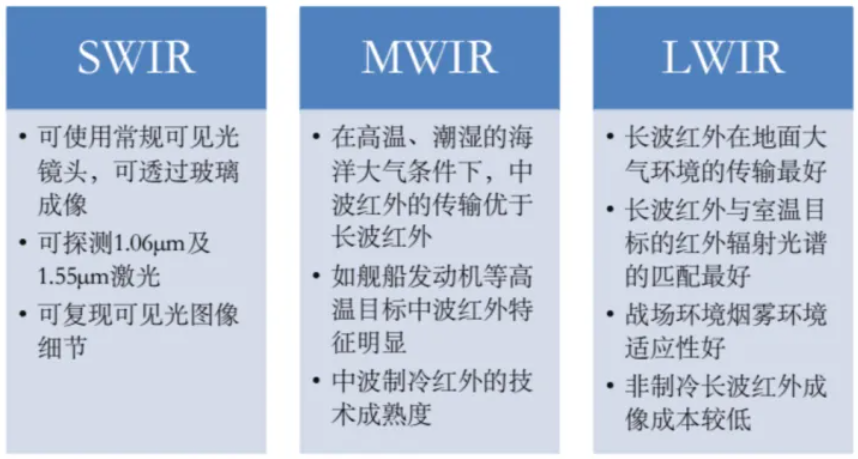 SWIR
• 可使用常规可见光
镜头，可透过玻璃
成像
• 可探测1.06μm及
1.55μm激光
• 可复现可见光图像
细节
MWIR
• 在高温、潮湿的海
洋大气条件下，中
波红外的传输优于
长波红外
• 如舰船发动机等高
温目标中波红外特
征明显
• 中波制冷红外的技
术成熟度
LWIR
• 长波红外在地面大
气环境的传输最好
• 长波红外与室温目
标的红外辐射光谱
的匹配最好
• 战场环境烟雾环境
适应性好
• 非制冷长波红外成
像成本较低